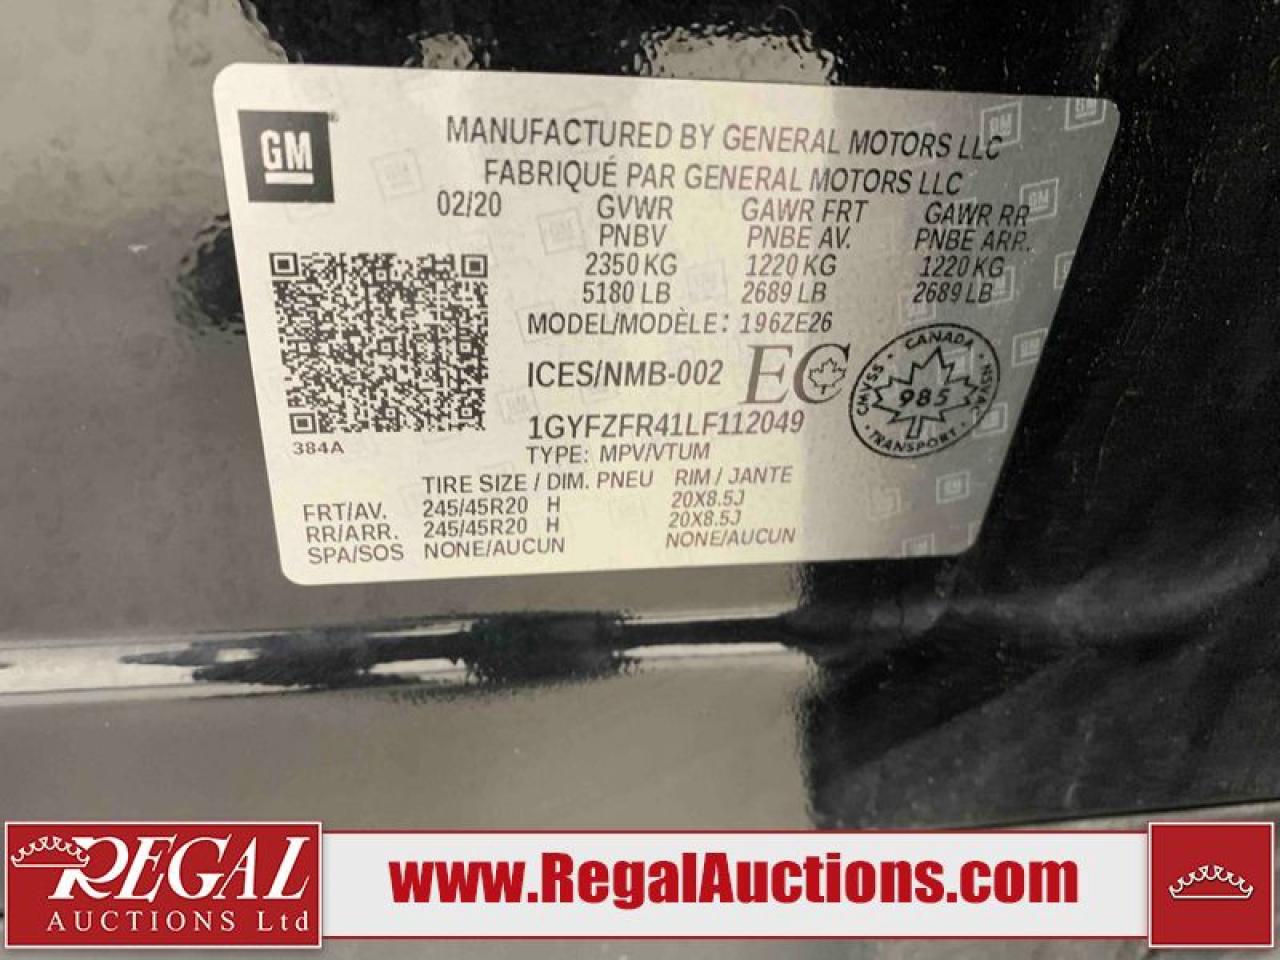 GM
MANUFACTURED BY GENERAL MOTORS LLC
FABRIQUÉ PAR GENERAL MOTORS LLC
02/20 GVWR GAWR FRT GAWR RR
PNBV PNBE AV. PNBE ARR.
2350 KG 1220 KG 1220 KG
5180 LB 2689 LB 2689 LB
MODEL/MODÈLE: 196ZE26
ICES/NMB-002 EC
CANADA
CMVSS 985 NSVAC
TRANSPORT
1GYFZFR41LF112049
384A
TYPE: MPV/VTUM
TIRE SIZE / DIM. PNEU RIM / JANTE
FRT/AV. 245/45R20 H 20X8.5J
RR/ARR. 245/45R20 H 20X8.5J
SPA/SOS NONE/AUCUN NONE/AUCUN
REGAL
AUCTIONS Ltd
www.RegalAuctions.com